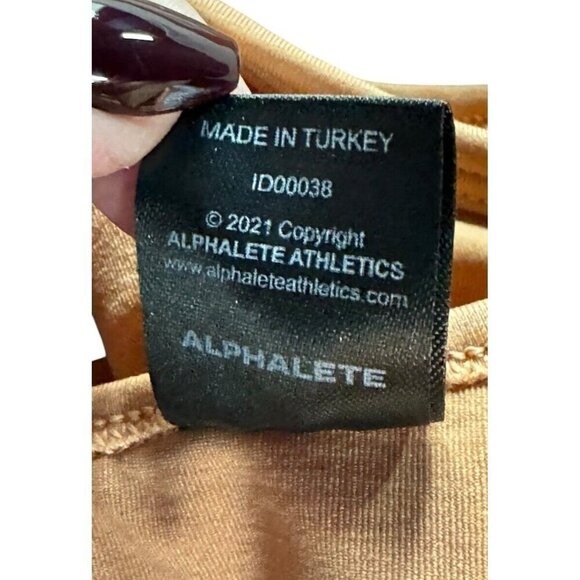 MADE IN TURKEY
ID00038
© 2021 Copyright
ALPHALETE ATHLETICS
www.alphaleteathletics.com
ALPHALETE